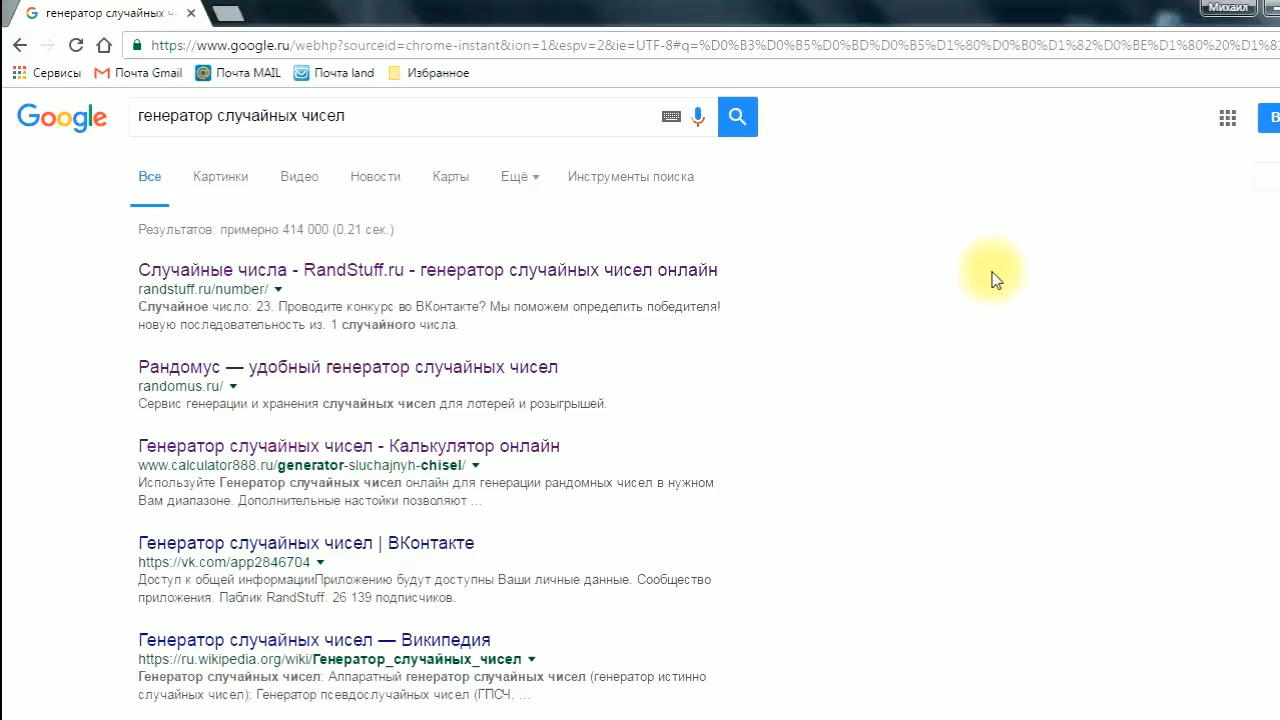 генератор случайных ч
Михаил
https://www.google.ru/webhp?sourceid=chrome-instant&ion=1&espv=2&ie=UTF-8#q=%D0%B3%D0%B5%D0%BD%D0%B5%D1%80%D0%B0%D1%82%D0%BE%D1%80%20%D1%81
Сервисы Почта Gmail Почта MAIL Почта land Избранное
Google генератор случайных чисел
В
Все Картинки Видео Новости Карты Ещё Инструменты поиска
Результатов: примерно 414 000 (0,21 сек.)
Случайные числа - RandStuff.ru - генератор случайных чисел онлайн
randstuff.ru/number/
Случайное число: 23. Проводите конкурс во ВКонтакте? Мы поможем определить победителя!
новую последовательность из. 1 случайного числа.
Рандомус — удобный генератор случайных чисел
randomus.ru/
Сервис генерации и хранения случайных чисел для лотерей и розыгрышей.
Генератор случайных чисел - Калькулятор онлайн
www.calculator888.ru/generator-sluchajnyh-chisel/
Используйте Генератор случайных чисел онлайн для генерации рандомных чисел в нужном
Вам диапазоне. Дополнительные настойки позволяют ...
Генератор случайных чисел | ВКонтакте
https://vk.com/app2846704
Доступ к общей информацииПриложению будут доступны Ваши личные данные. Сообщество
приложения. Паблик RandStuff. 26 139 подписчиков.
Генератор случайных чисел — Википедия
https://ru.wikipedia.org/wiki/Генератор_случайных_чисел
Генератор случайных чисел: Аппаратный генератор случайных чисел (генератор истинно
случайных чисел); Генератор псевдослучайных чисел (ГПСЧ, ...